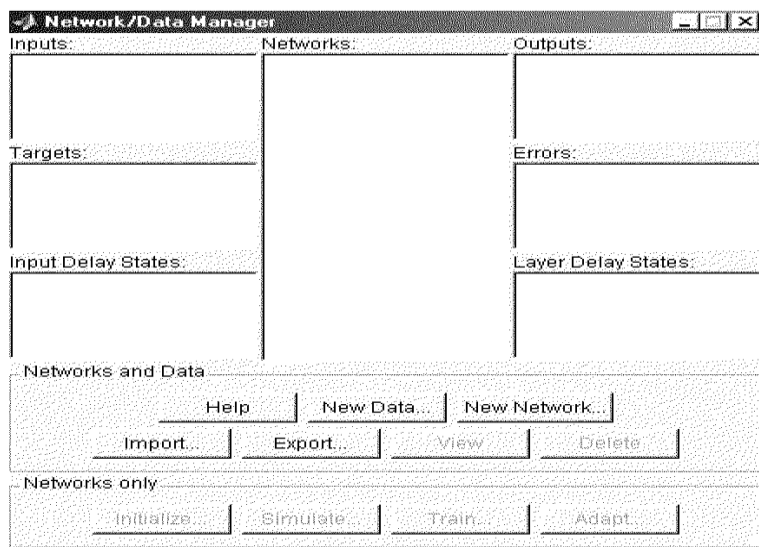 Network/Data Manager
Inputs: Networks: Outputs:
Targets: Errors:
Input Delay States: Layer Delay States:
Networks and Data
Help New Data... New Network...
Import... Export... View Delete
Networks only
Initialize... Simulate... Train... Adapt...